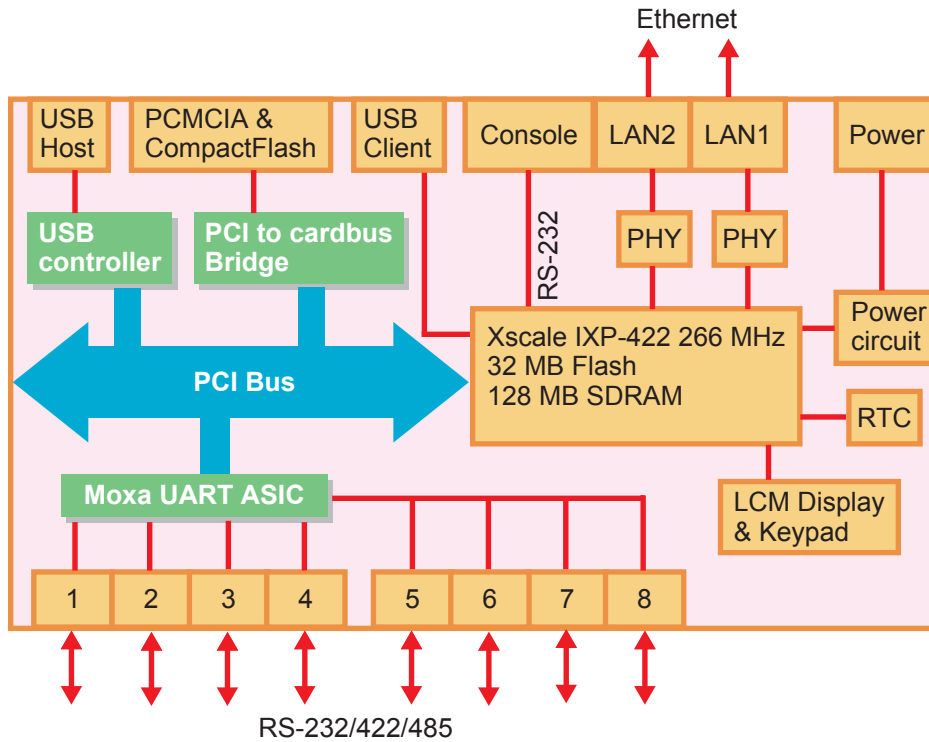 Ethernet
USB
Host
PCMCIA &
CompactFlash
USB
Client
Console
LAN2
LAN1
Power
USB
controller
PCI to cardbus
Bridge
RS-232
PHY
PHY
Power
circuit
Xscale IXP-422 266 MHz
32 MB Flash
128 MB SDRAM
PCI Bus
RTC
Moxa UART ASIC
LCM Display
& Keypad
1
2
3
4
5
6
7
8
RS-232/422/485